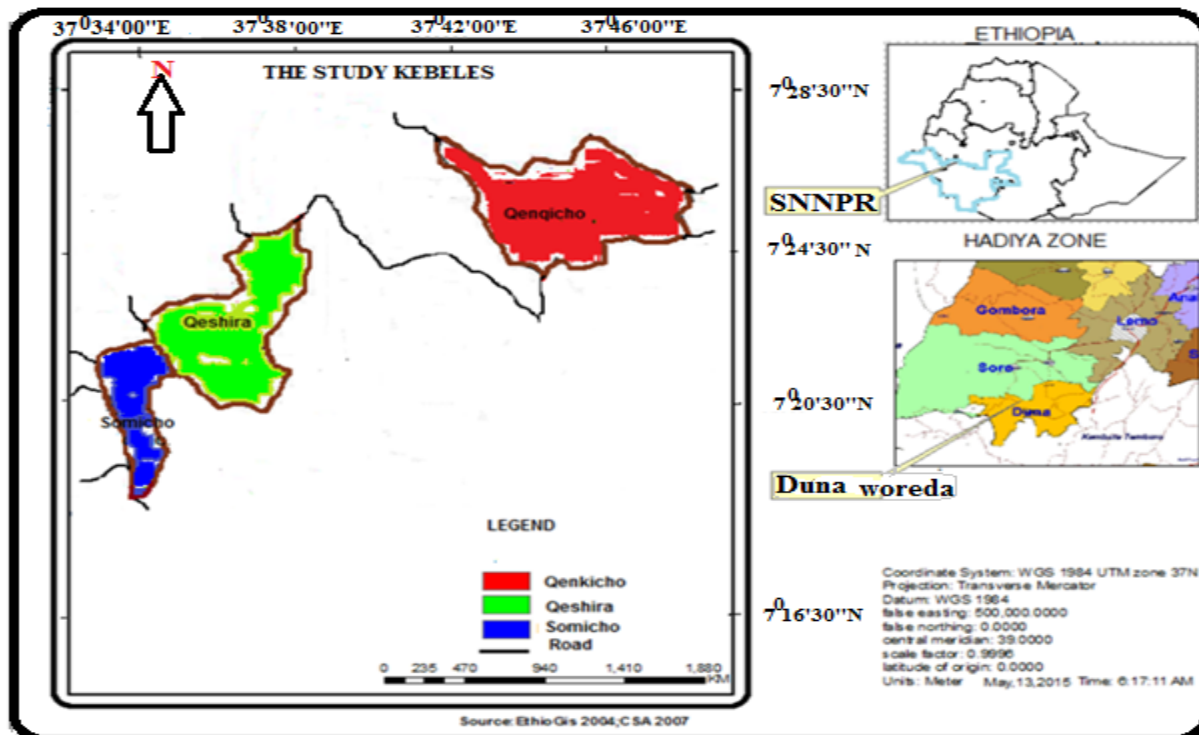 37⁰34'00''E 37⁰38'00''E 37⁰42'00''E 37⁰46'00''E
N
THE STUDY KEBELES
Qenqicho
Qeshira
Somicho
LEGEND
Qenkicho
Qeshira
Somicho
Road
0 235 470 940 1,410 1,880
KM
7⁰28'30''N
7⁰24'30'' N
7⁰20'30''N
7⁰16'30''N
ETHIOPIA
SNNPR
HADIYA ZONE
Gombora
Lemo
Ana
Soro
S
Duna
Kembatta Tembaro
Duna woreda
Coordinate System: WGS 1984 UTM zone 37N
Projection: Transverse Mercator
Datum: WGS 1984
false easting: 500,000.0000
false northing: 0.0000
central meridian: 39.0000
scale factor: 0.9996
latitude of origin: 0.0000
Units: Meter May,13,2015 Time: 6:17:11 AM
Source:EthioGis 2004;CSA 2007